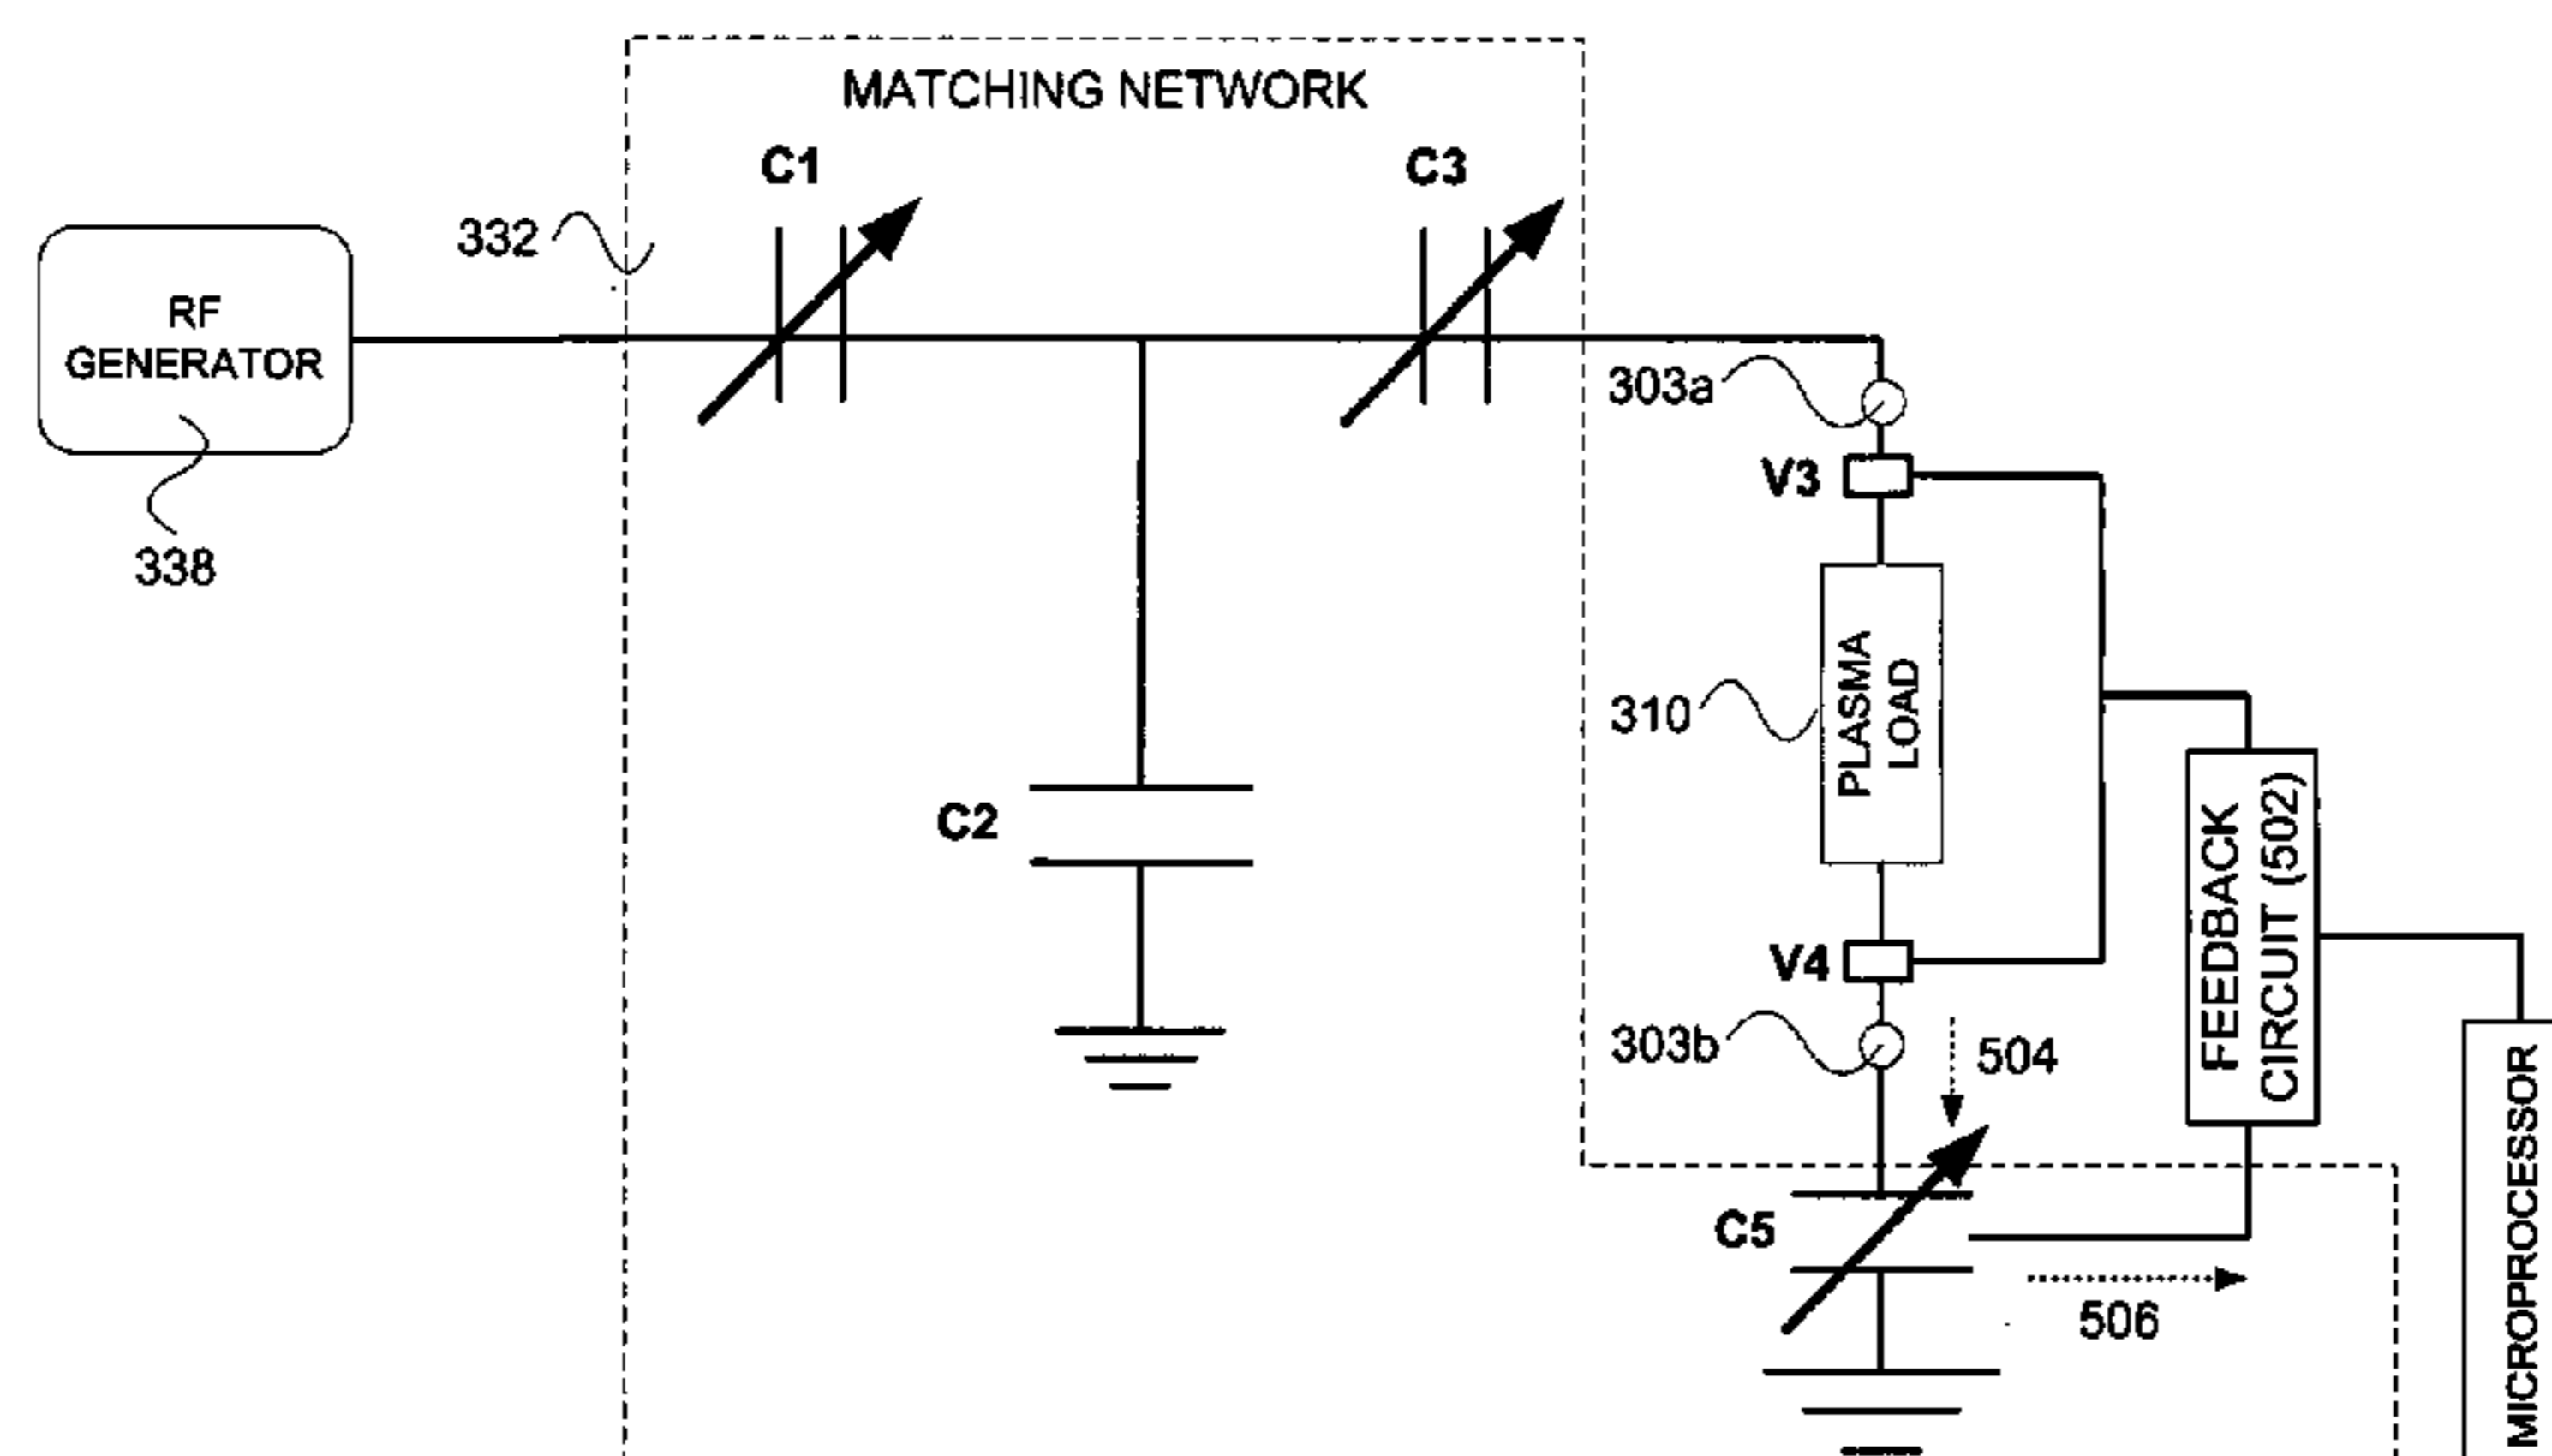 MATCHING NETWORK
C1
C3
332
RF
GENERATOR
338
303a
V3
310
PLASMA
LOAD
C2
V4
303b
504
FEEDBACK
CIRCUIT (502)
C5
506
MICROPROCESSOR